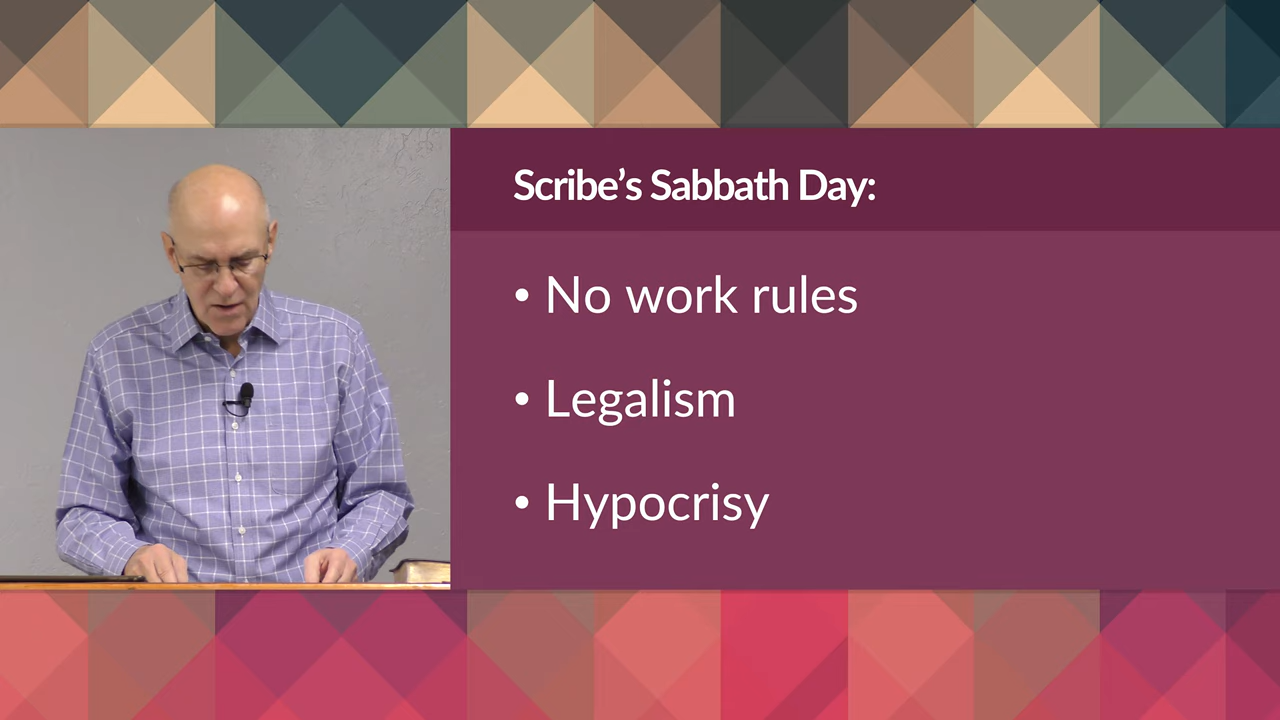 Scribe’s Sabbath Day:
• No work rules
• Legalism
• Hypocrisy